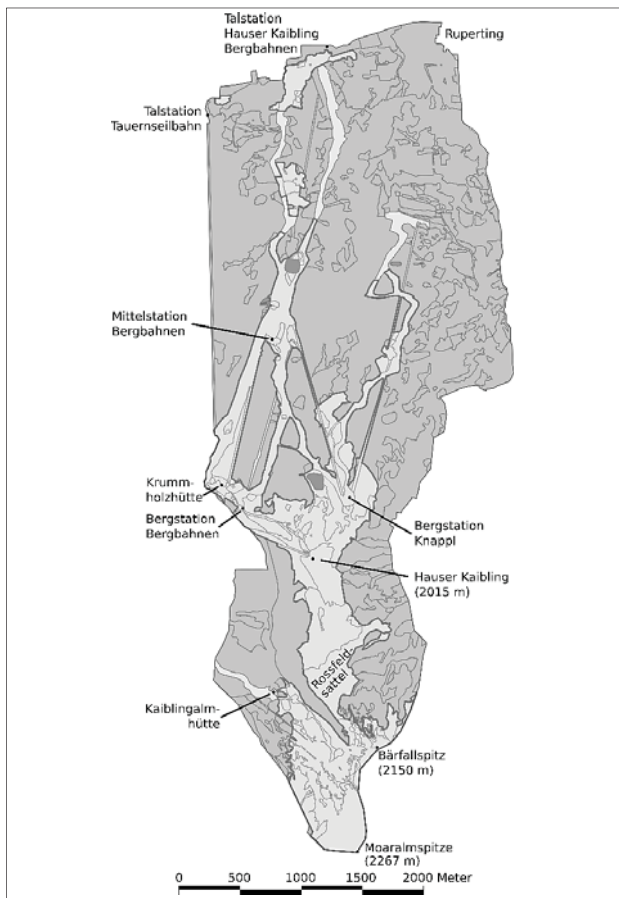 Talstation
Hauser Kaibling
Bergbahnen
Ruperting
Talstation
Tauernseilbahn
Mittelstation
Bergbahnen
Krumm-
holzhütte
Bergstation
Bergbahnen
Bergstation
Knappl
Hauser Kaibling
(2015 m)
Rossfeld-
sattel
Kaiblingalm-
hütte
Bärfallspitz
(2150 m)
Moaralmspitze
(2267 m)
0 500 1000 1500 2000 Meter